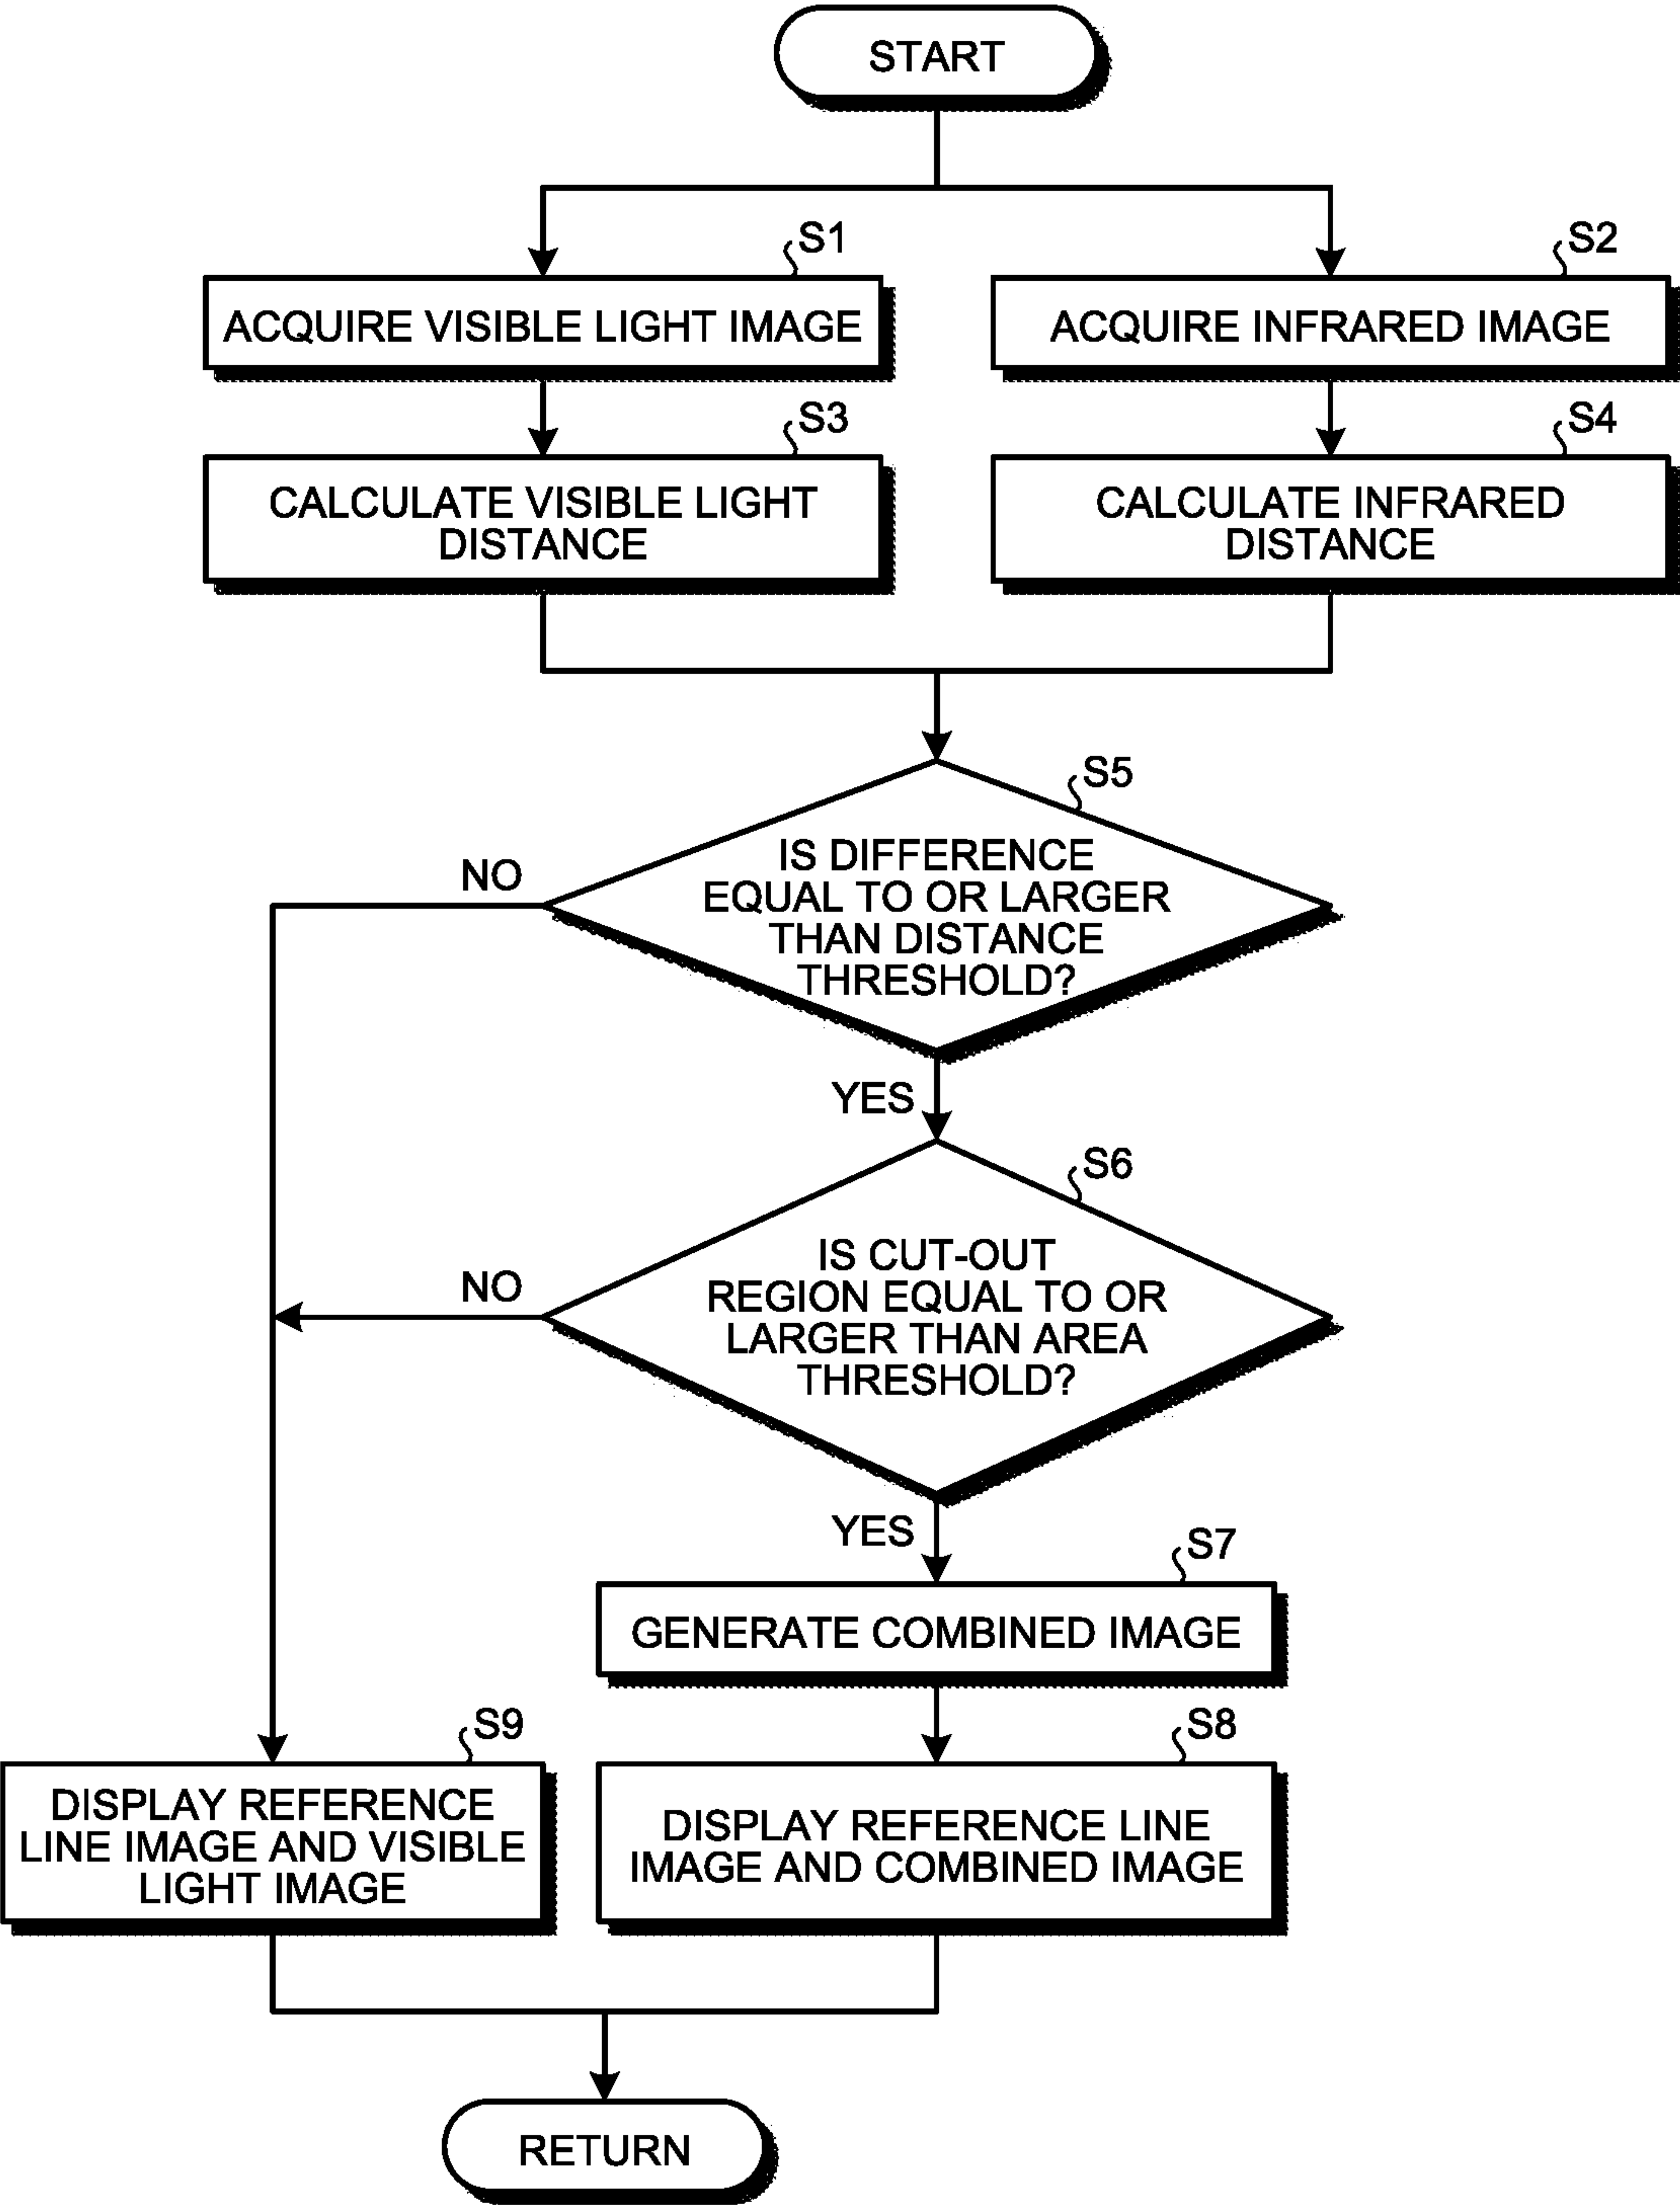 START
S1
ACQUIRE VISIBLE LIGHT IMAGE
S2
ACQUIRE INFRARED IMAGE
S3
CALCULATE VISIBLE LIGHT
DISTANCE
S4
CALCULATE INFRARED
DISTANCE
S5
IS DIFFERENCE
EQUAL TO OR LARGER
THAN DISTANCE
THRESHOLD?
NO
YES
S6
IS CUT-OUT
REGION EQUAL TO OR
LARGER THAN AREA
THRESHOLD?
NO
YES
S7
GENERATE COMBINED IMAGE
S9
DISPLAY REFERENCE
LINE IMAGE AND VISIBLE
LIGHT IMAGE
S8
DISPLAY REFERENCE LINE
IMAGE AND COMBINED IMAGE
RETURN